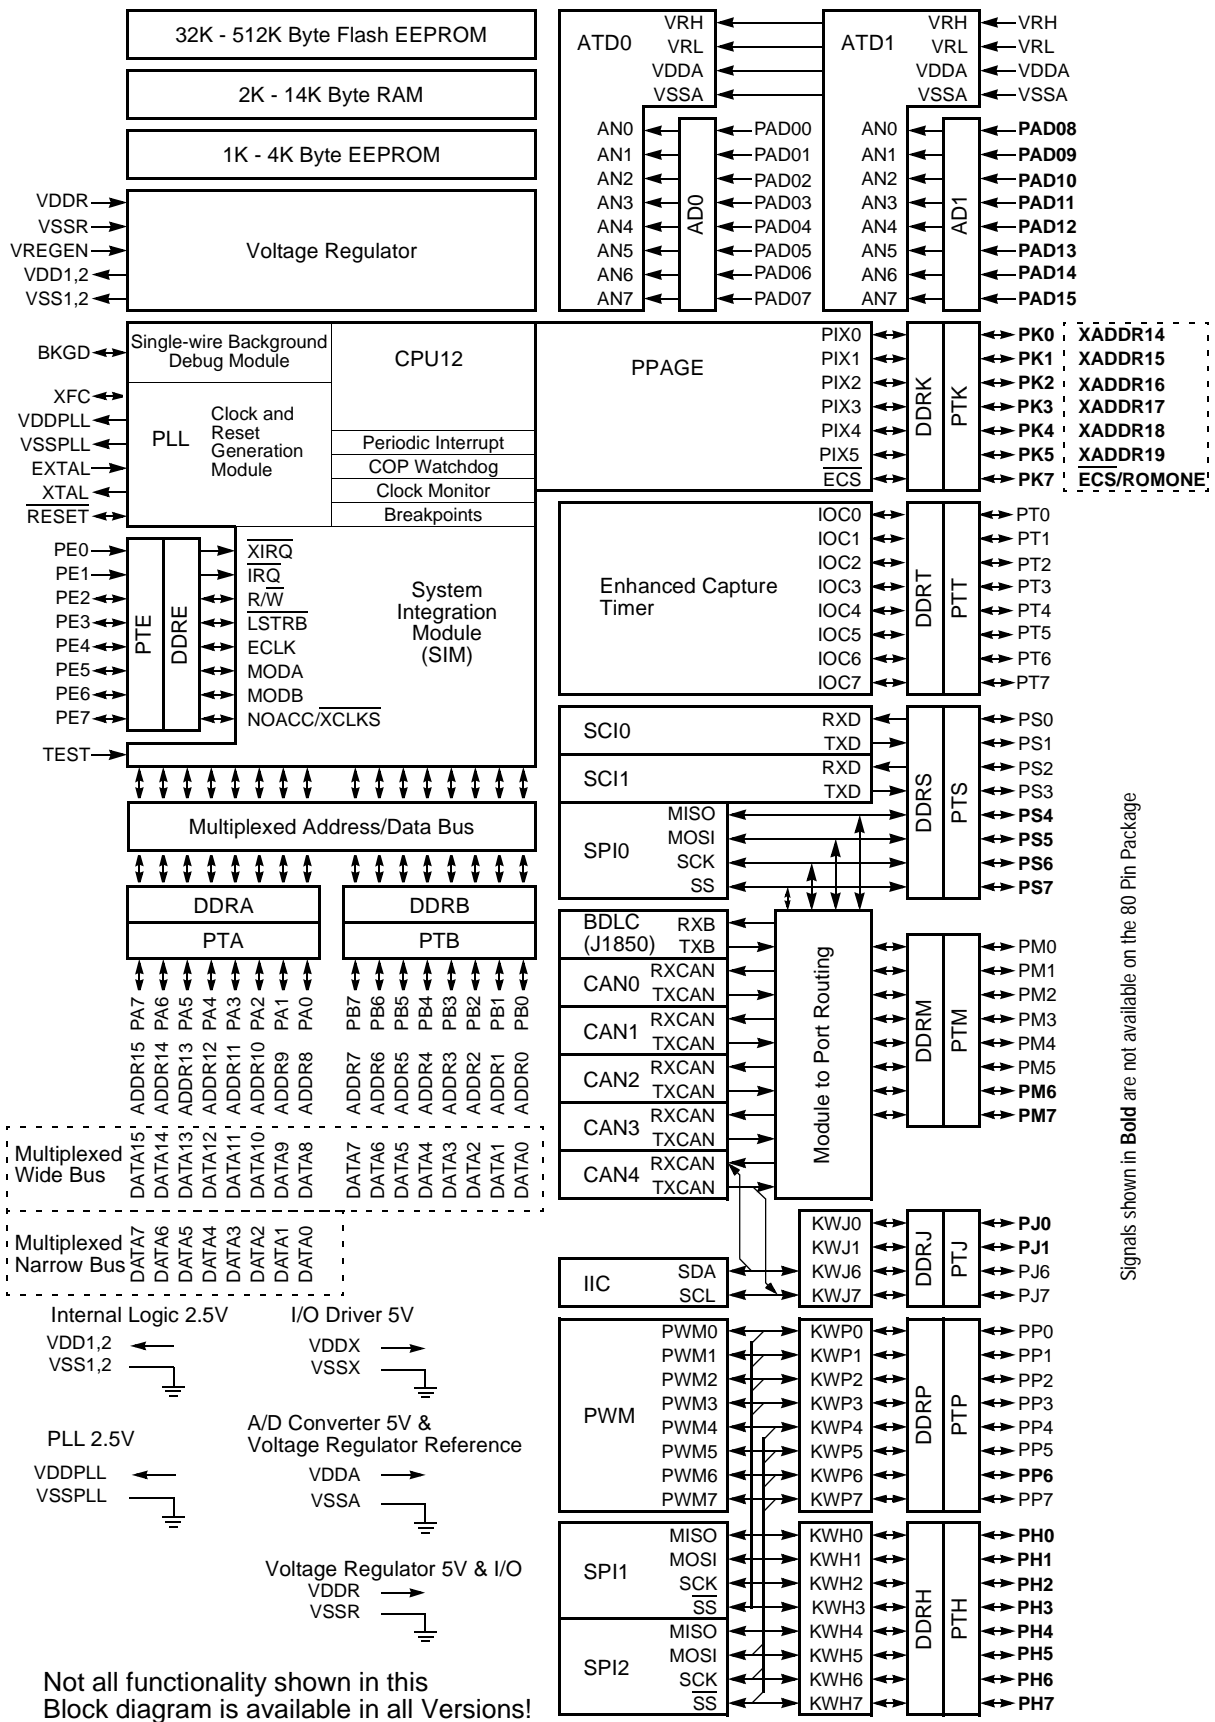 32K - 512K Byte Flash EEPROM
2K - 14K Byte RAM
1K - 4K Byte EEPROM
VDDR
VSSR
VREGEN
VDD1,2
VSS1,2
Voltage Regulator
ATD0
VRH
VRL
VDDA
VSSA
AN0
AN1
AN2
AN3
AN4
AN5
AN6
AN7
AD0
PAD00
PAD01
PAD02
PAD03
PAD04
PAD05
PAD06
PAD07
ATD1
VRH
VRL
VDDA
VSSA
VRH
VRL
VDDA
VSSA
AN0
AN1
AN2
AN3
AN4
AN5
AN6
AN7
AD1
PAD08
PAD09
PAD10
PAD11
PAD12
PAD13
PAD14
PAD15
BKGD
XFC
VDDPLL
VSSPLL
EXTAL
XTAL
RESET
Single-wire Background
Debug Module
CPU12
PLL
Clock and
Reset
Generation
Module
Periodic Interrupt
COP Watchdog
Clock Monitor
Breakpoints
PPAGE
PIX0
PIX1
PIX2
PIX3
PIX4
PIX5
ECS
DDRK
PTK
PK0
PK1
PK2
PK3
PK4
PK5
PK7
XADDR14
XADDR15
XADDR16
XADDR17
XADDR18
XADDR19
ECS/ROMONE
PE0
PE1
PE2
PE3
PE4
PE5
PE6
PE7
TEST
PTE
DDRE
XIRQ
IRQ
R/W
LSTRB
ECLK
MODA
MODB
NOACC/XCLKS
System
Integration
Module
(SIM)
Enhanced Capture
Timer
IOC0
IOC1
IOC2
IOC3
IOC4
IOC5
IOC6
IOC7
DDRT
PTT
PT0
PT1
PT2
PT3
PT4
PT5
PT6
PT7
Multiplexed Address/Data Bus
DDRA
PTA
DDRB
PTB
PA7
PA6
PA5
PA4
PA3
PA2
PA1
PA0
PB7
PB6
PB5
PB4
PB3
PB2
PB1
PB0
ADDR15
ADDR14
ADDR13
ADDR12
ADDR11
ADDR10
ADDR9
ADDR8
ADDR7
ADDR6
ADDR5
ADDR4
ADDR3
ADDR2
ADDR1
ADDR0
Multiplexed
Wide Bus
DATA15
DATA14
DATA13
DATA12
DATA11
DATA10
DATA9
DATA8
DATA7
DATA6
DATA5
DATA4
DATA3
DATA2
DATA1
DATA0
Multiplexed
Narrow Bus
DATA7
DATA6
DATA5
DATA4
DATA3
DATA2
DATA1
DATA0
SCI0
RXD
TXD
SCI1
RXD
TXD
SPI0
MISO
MOSI
SCK
SS
DDRS
PTS
PS0
PS1
PS2
PS3
PS4
PS5
PS6
PS7
BDLC
(J1850)
RXB
TXB
CAN0
RXCAN
TXCAN
CAN1
RXCAN
TXCAN
CAN2
RXCAN
TXCAN
CAN3
RXCAN
TXCAN
CAN4
RXCAN
TXCAN
Module to Port Routing
DDRM
PTM
PM0
PM1
PM2
PM3
PM4
PM5
PM6
PM7
Signals shown in Bold are not available on the 80 Pin Package
IIC
SDA
SCL
KWJ0
KWJ1
KWJ6
KWJ7
DDRJ
PTJ
PJ0
PJ1
PJ6
PJ7
PWM
PWM0
PWM1
PWM2
PWM3
PWM4
PWM5
PWM6
PWM7
KWP0
KWP1
KWP2
KWP3
KWP4
KWP5
KWP6
KWP7
DDRP
PTP
PP0
PP1
PP2
PP3
PP4
PP5
PP6
PP7
SPI1
MISO
MOSI
SCK
SS
SPI2
MISO
MOSI
SCK
SS
KWH0
KWH1
KWH2
KWH3
KWH4
KWH5
KWH6
KWH7
DDRH
PTH
PH0
PH1
PH2
PH3
PH4
PH5
PH6
PH7
Internal Logic 2.5V
VDD1,2
VSS1,2
I/O Driver 5V
VDDX
VSSX
PLL 2.5V
VDDPLL
VSSPLL
A/D Converter 5V &
Voltage Regulator Reference
VDDA
VSSA
Voltage Regulator 5V & I/O
VDDR
VSSR
Not all functionality shown in this
Block diagram is available in all Versions!